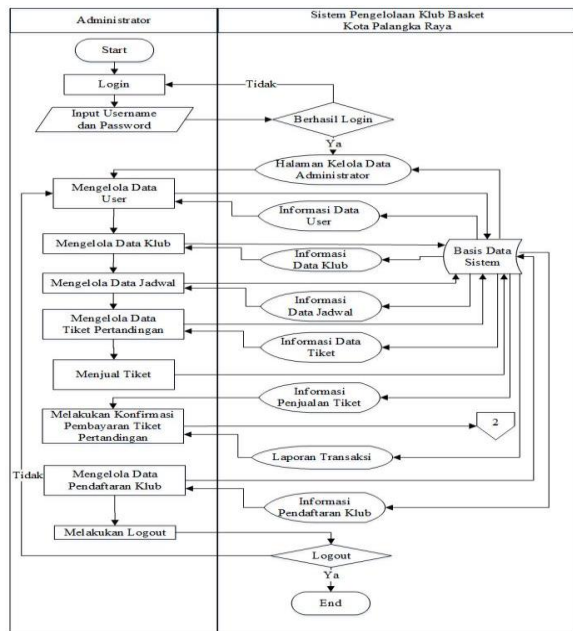 Administrator
Sistem Pengelolaan Klub Basket
Kota Palangka Raya
Start
Login
Tidak
Input Username
dan Password
Berhasil Login
Ya
Halaman Kelola Data
Administrator
Mengelola Data
User
Informasi Data
User
Mengelola Data Klub
Informasi
Data Klub
Basis Data
Sistem
Mengelola Data Jadwal
Informasi
Data Jadwal
Mengelola Data
Tiket Pertandingan
Informasi Data
Tiket
Menjual Tiket
Informasi
Penjualan Tiket
Melakukan Konfirmasi
Pembayaran Tiket
Pertandingan
2
Laporan Transaksi
Tidak
Mengelola Data
Pendaftaran Klub
Informasi
Pendaftaran Klub
Melakukan Logout
Logout
Ya
End